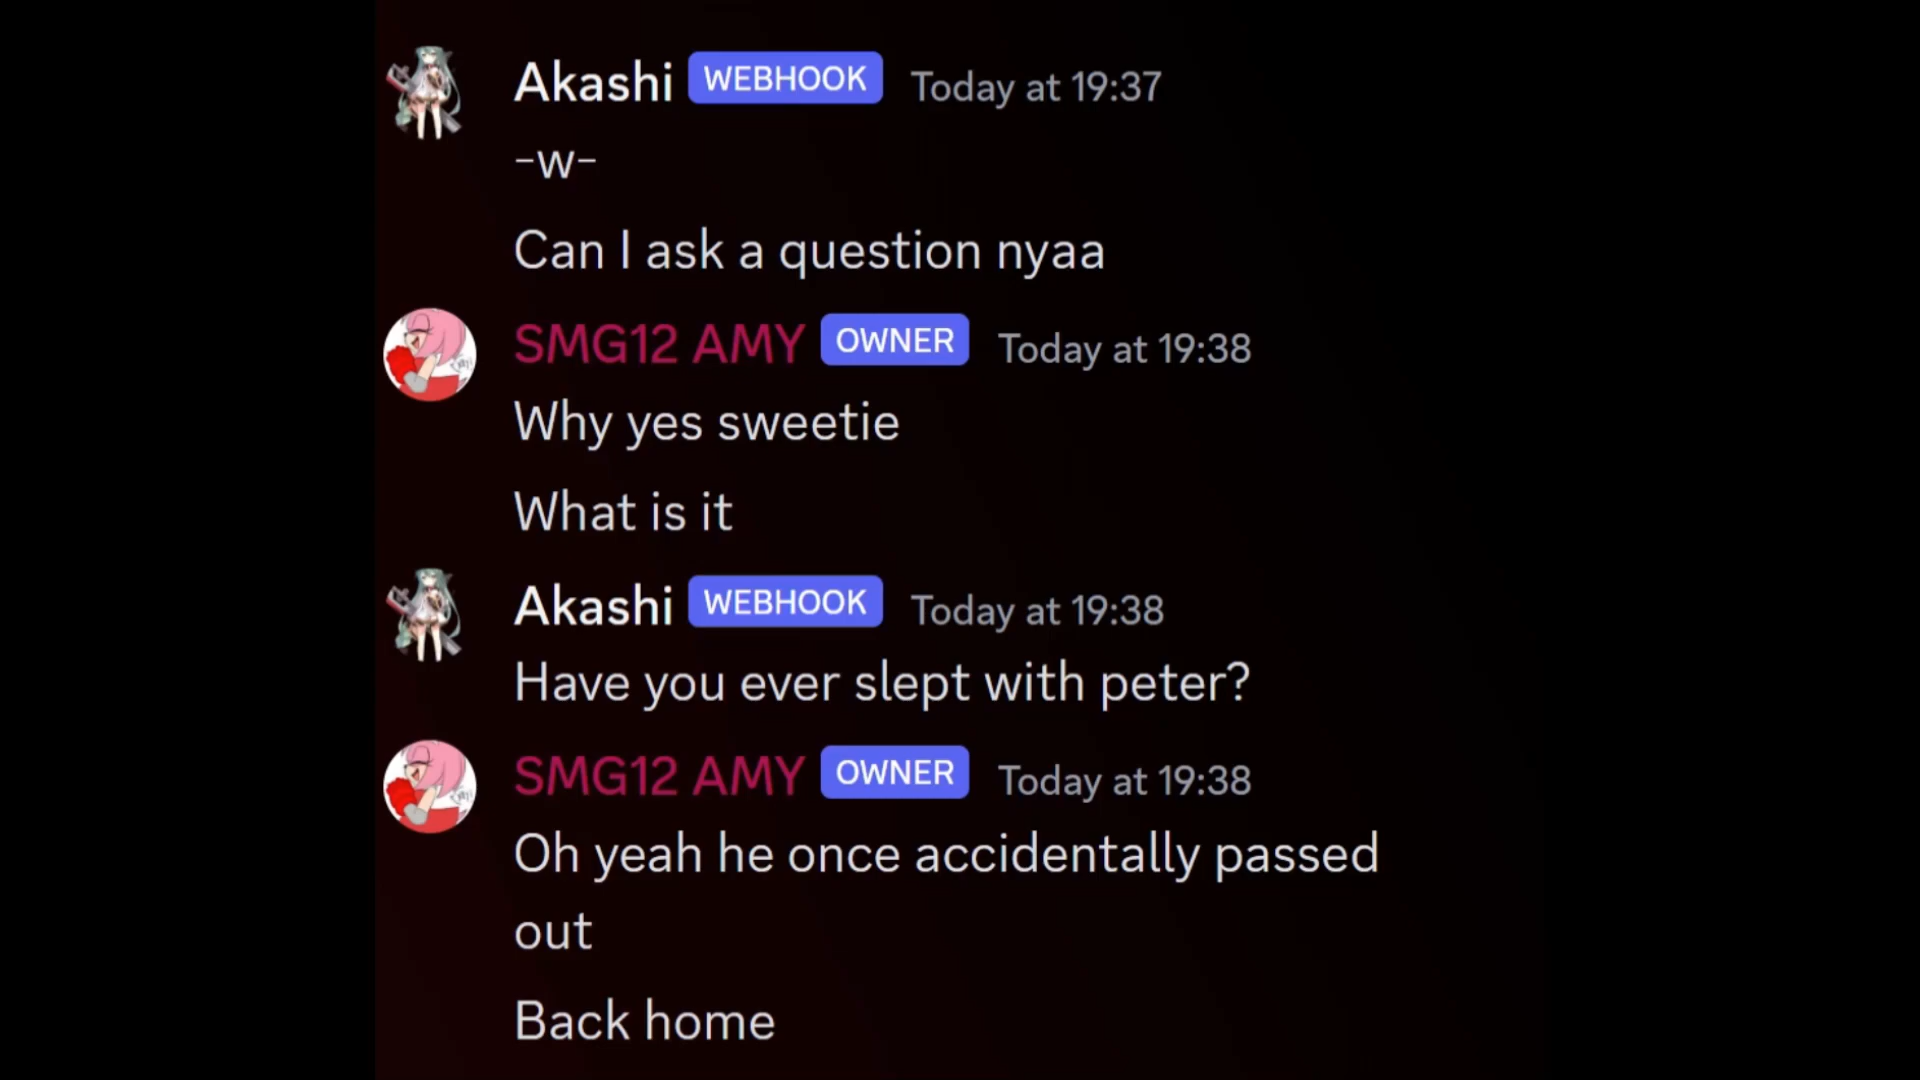 Akashi WEBHOOK Today at 19:37
-w-
Can I ask a question nyaa
SMG12 AMY OWNER Today at 19:38
Why yes sweetie
What is it
Akashi WEBHOOK Today at 19:38
Have you ever slept with peter?
SMG12 AMY OWNER Today at 19:38
Oh yeah he once accidentally passed
out
Back home